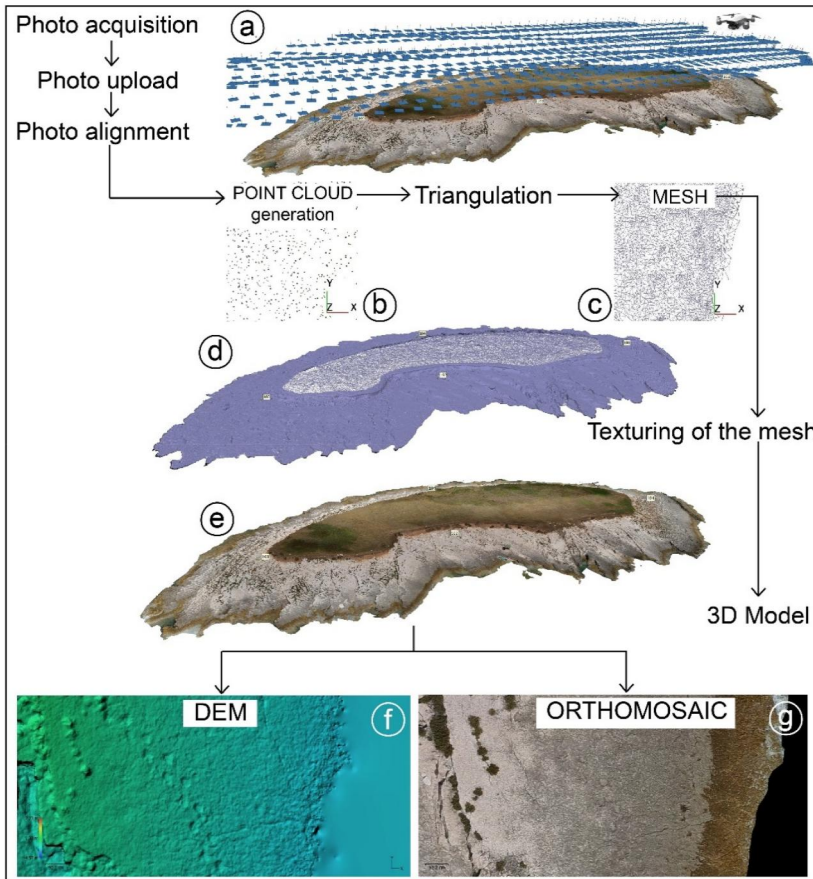 Photo acquisition
a
Photo upload
Photo alignment
POINT CLOUD
generation
Triangulation
MESH
Y
Z X
b
c
Y
Z X
d
Texturing of the mesh
e
3D Model
DEM
f
ORTHOMOSAIC
g